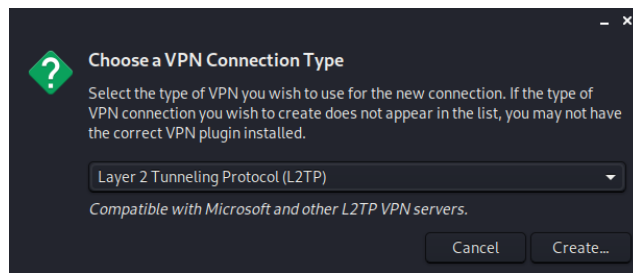 Choose a VPN Connection Type
Select the type of VPN you wish to use for the new connection. If the type of
VPN connection you wish to create does not appear in the list, you may not have
the correct VPN plugin installed.
Layer 2 Tunneling Protocol (L2TP)
Compatible with Microsoft and other L2TP VPN servers.
Cancel
Create...